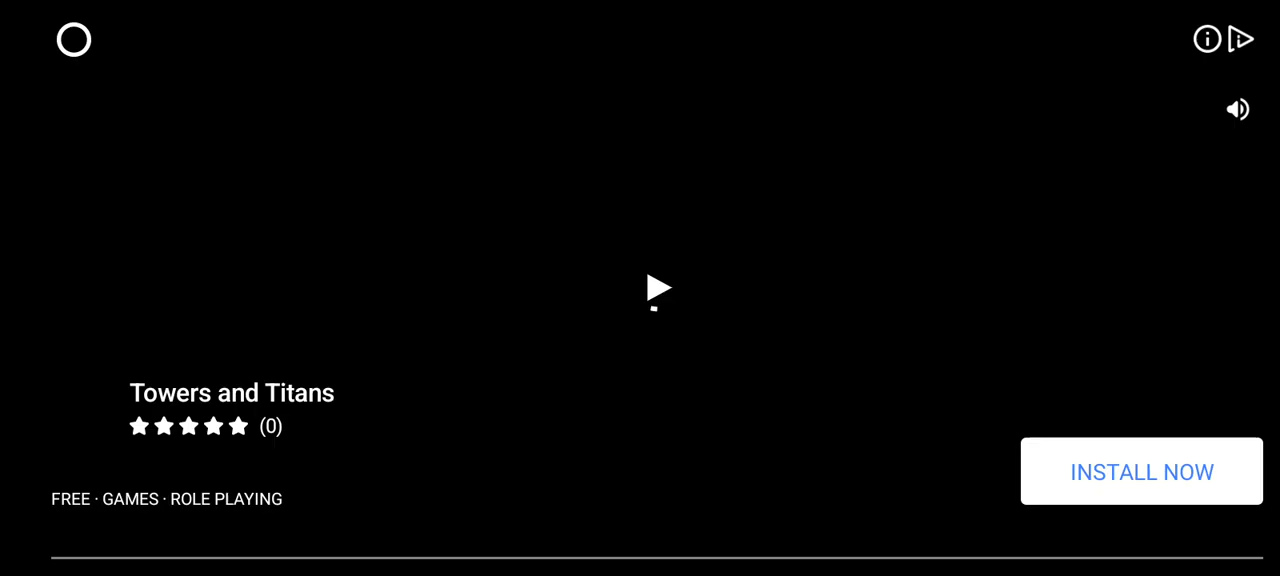 Towers and Titans
(0)
INSTALL NOW
FREE · GAMES · ROLE PLAYING